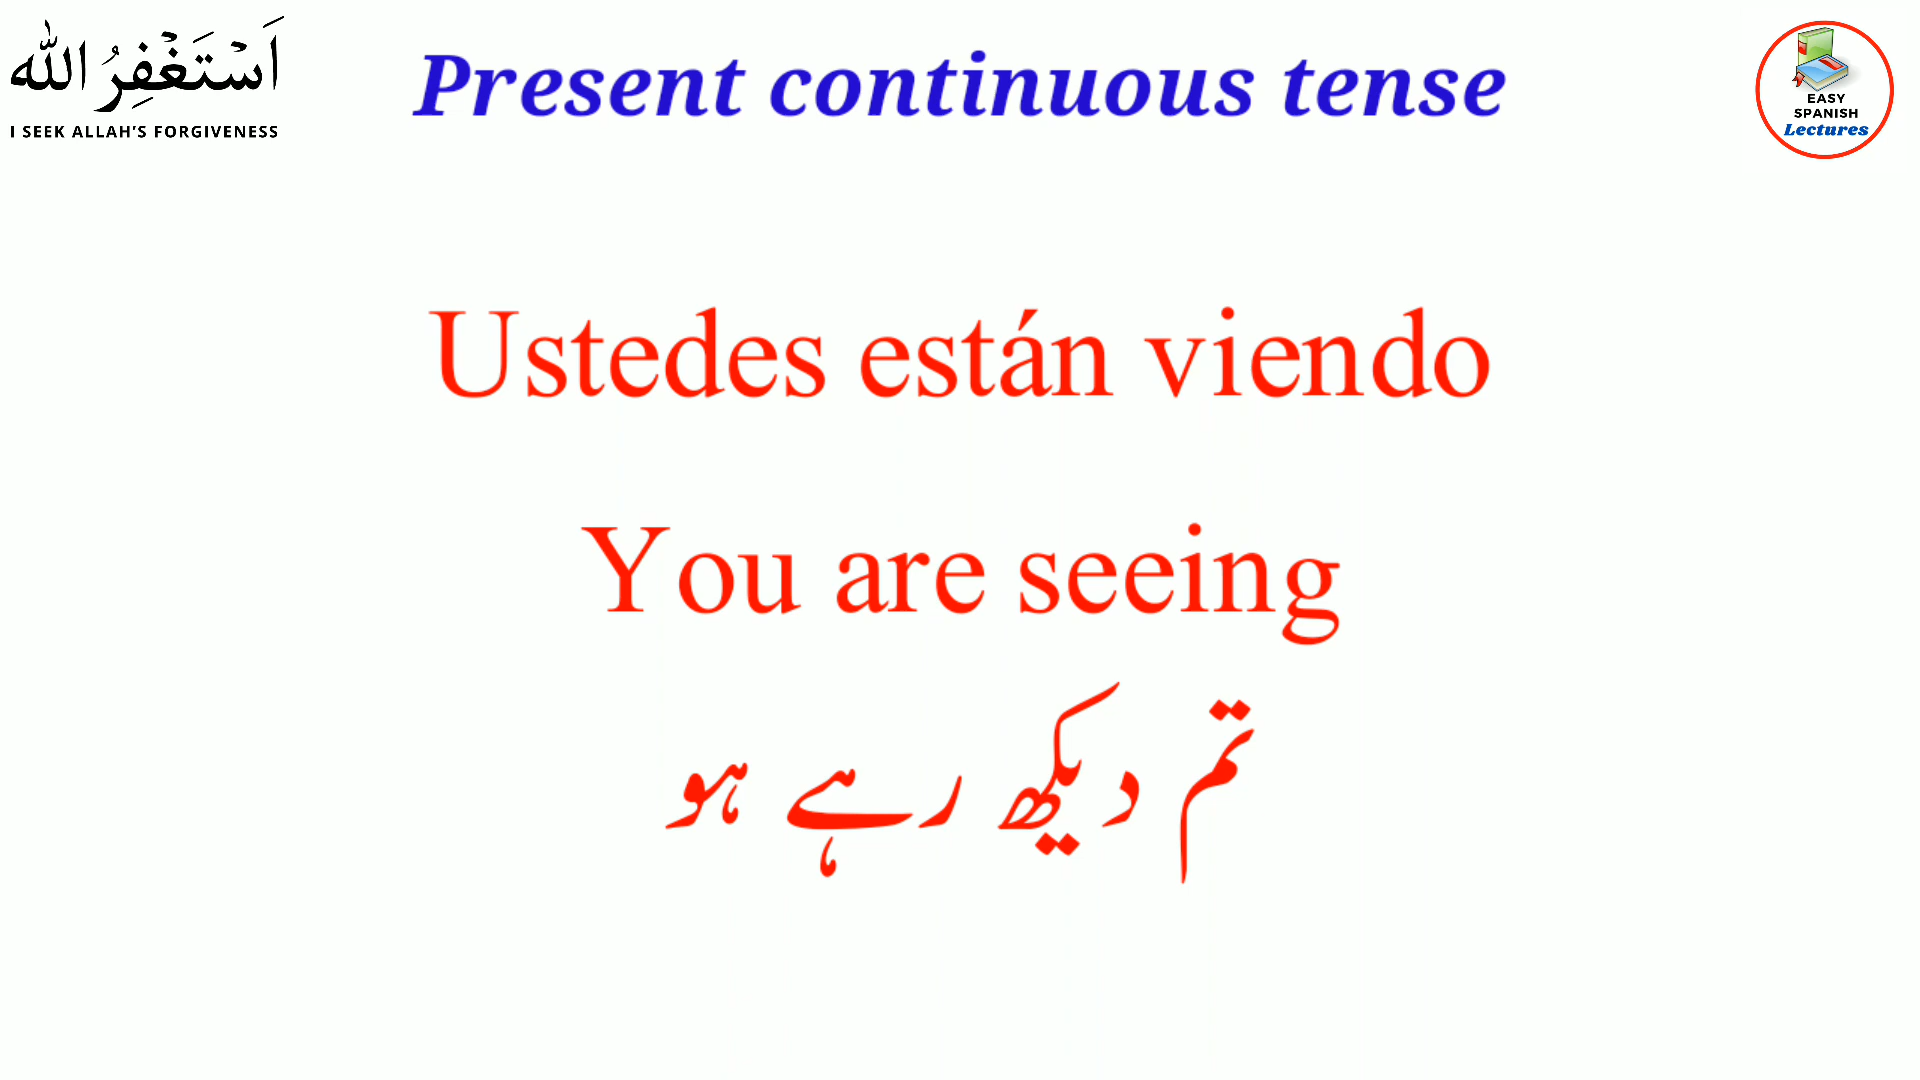 اَسْتَغْفِرُ اللّٰه
I SEEK ALLAH'S FORGIVENESS
Present continuous tense
EASY
SPANISH
Lectures
Ustedes están viendo
You are seeing
تم دیکھ رہے ہو